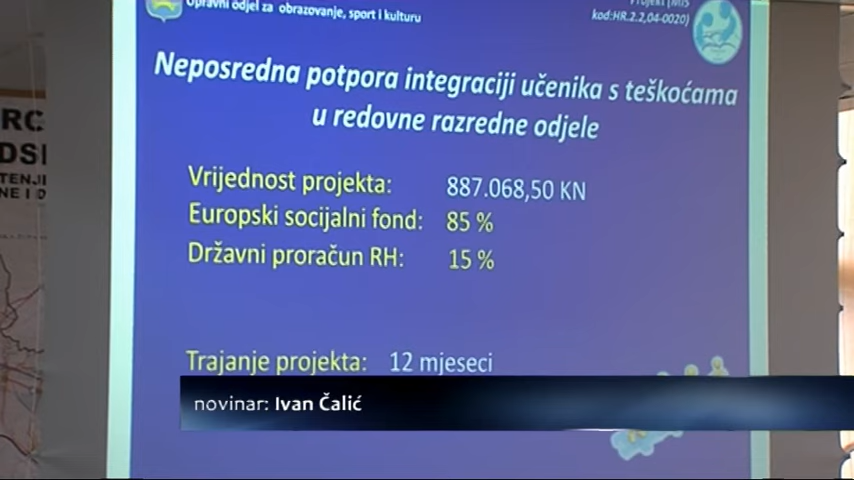 Upravni odjel za obrazovanje, sport i kulturu
kod:HR.2.2,04-0020)
Neposredna potpora integraciji učenika s teškoćama
u redovne razredne odjele
Vrijednost projekta: 887.068,50 KN
Europski socijalni fond: 85 %
Državni proračun RH: 15 %
Trajanje projekta: 12 mjeseci
novinar: Ivan Čalić